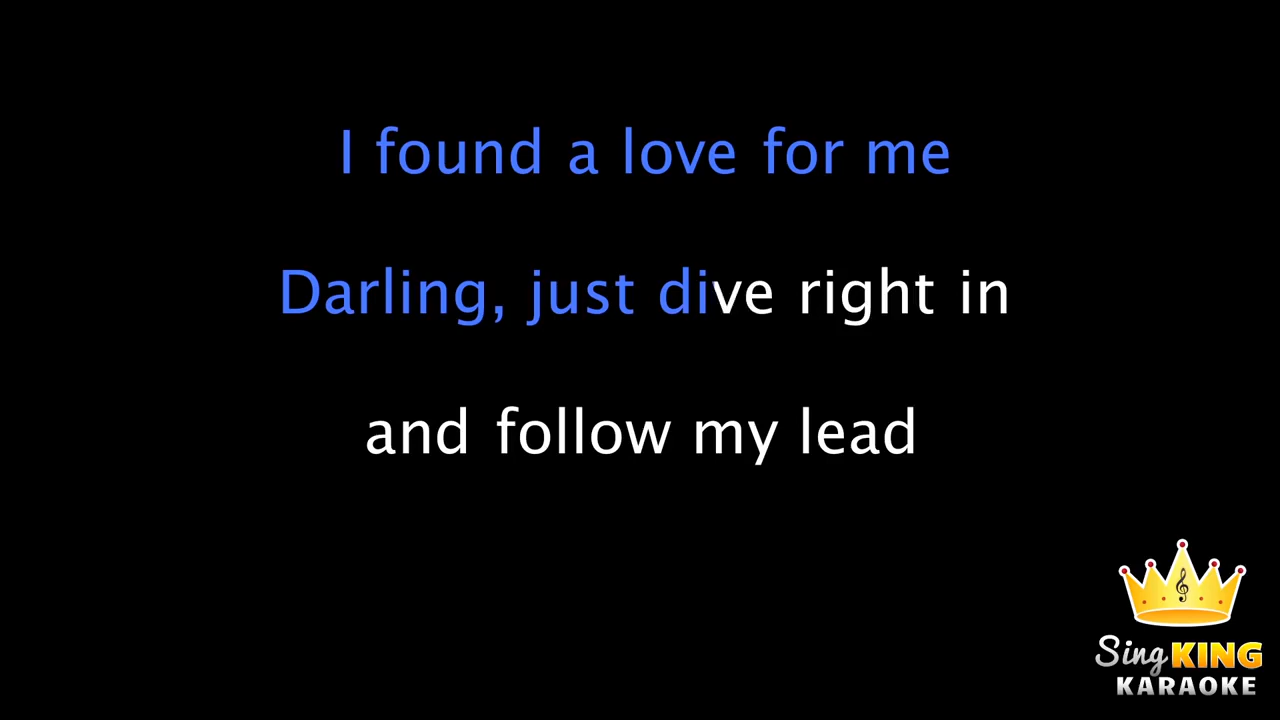 I found a love for me
Darling, just dive right in
and follow my lead
Sing KING
KARAOKE